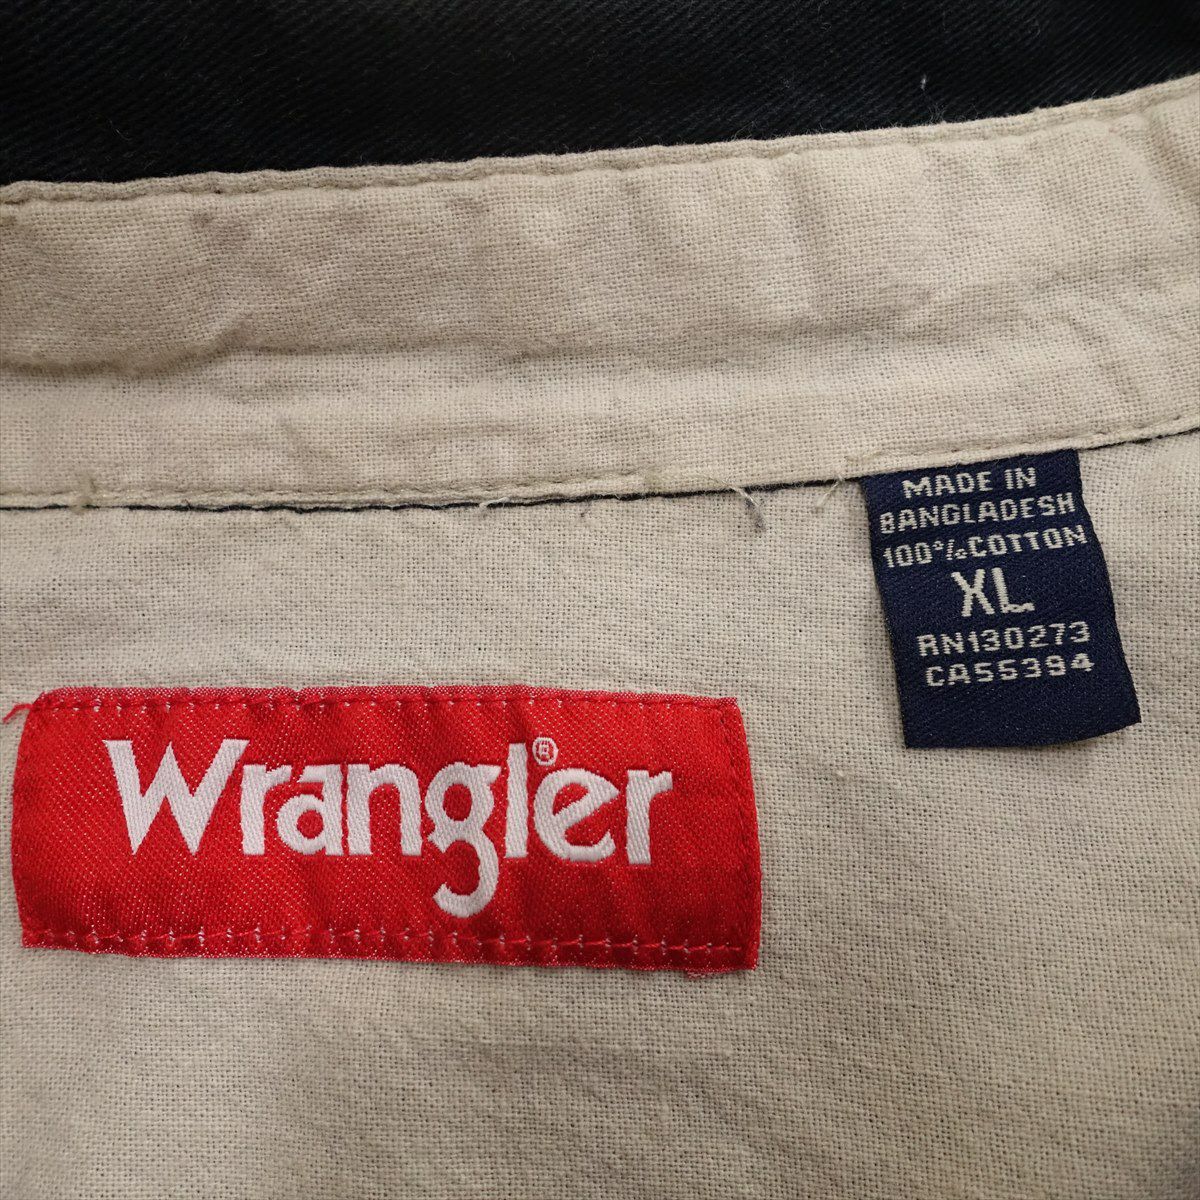 MADE IN
BANGLADESH
100% COTTON
XL
RN130273
CA55394
Wrangler®